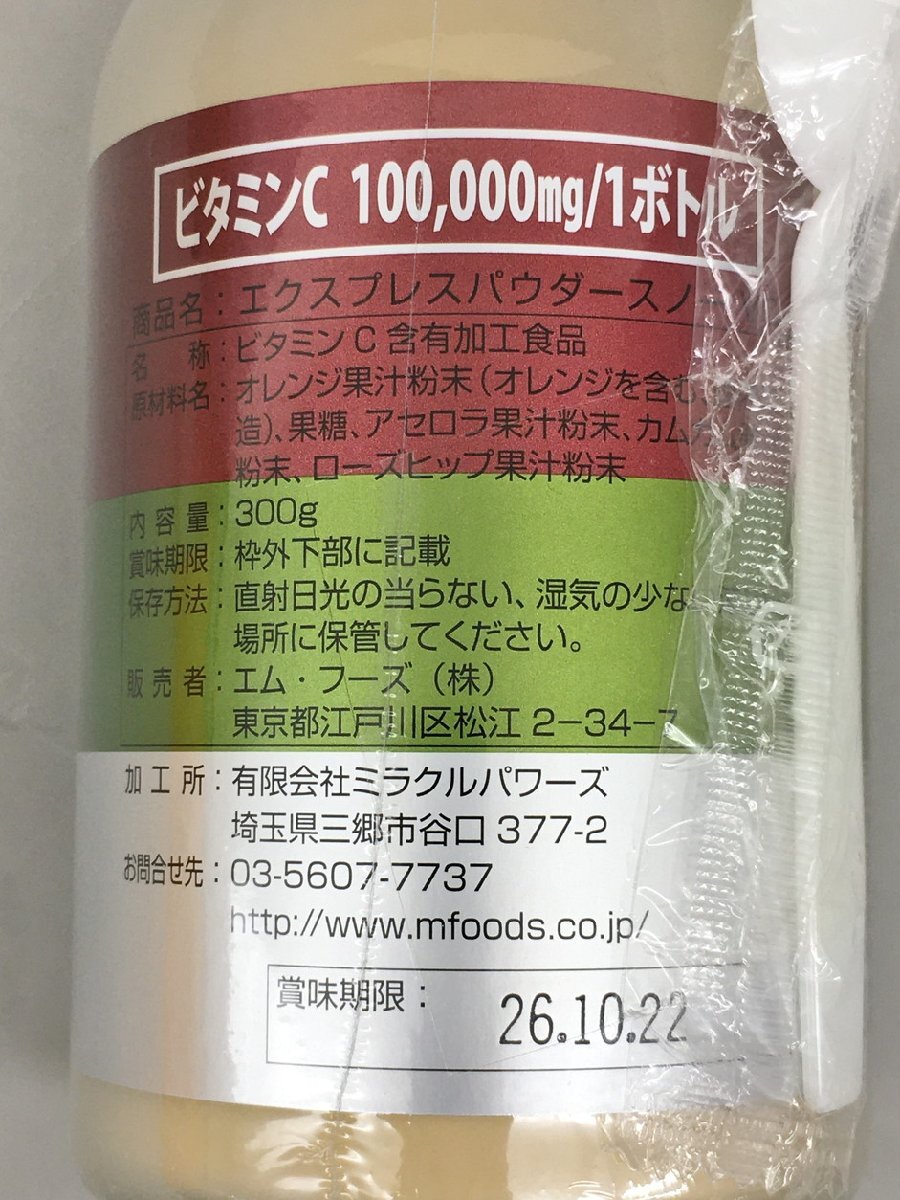 ビタミンC 100,000mg/1ボトル
商品名：エクスプレスパウダースノー
名　称：ビタミンC含有加工食品
原材料名：オレンジ果汁粉末（オレンジを含む
造）、果糖、アセロラ果汁粉末、カム
粉末、ローズヒップ果汁粉末
内容量：300g
賞味期限：枠外下部に記載
保存方法：直射日光の当らない、湿気の少な
場所に保管してください。
販売者：エム・フーズ（株）
東京都江戸川区松江2−34−7
加工所：有限会社ミラクルパワーズ
埼玉県三郷市谷口377-2
お問合せ先：03-5607-7737
http://www.mfoods.co.jp/
賞味期限：26.10.22